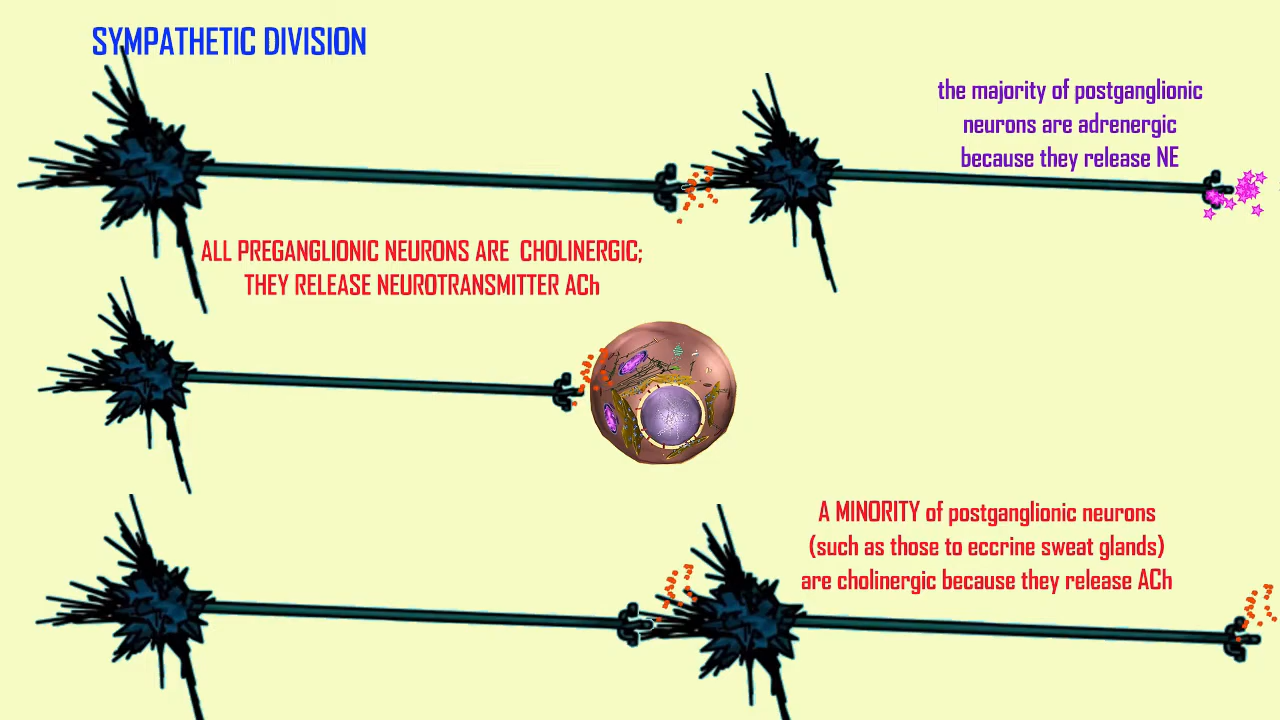 SYMPATHETIC DIVISION
the majority of postganglionic
neurons are adrenergic
because they release NE
ALL PREGANGLIONIC NEURONS ARE CHOLINERGIC;
THEY RELEASE NEUROTRANSMITTER ACh
A MINORITY of postganglionic neurons
(such as those to eccrine sweat glands)
are cholinergic because they release ACh